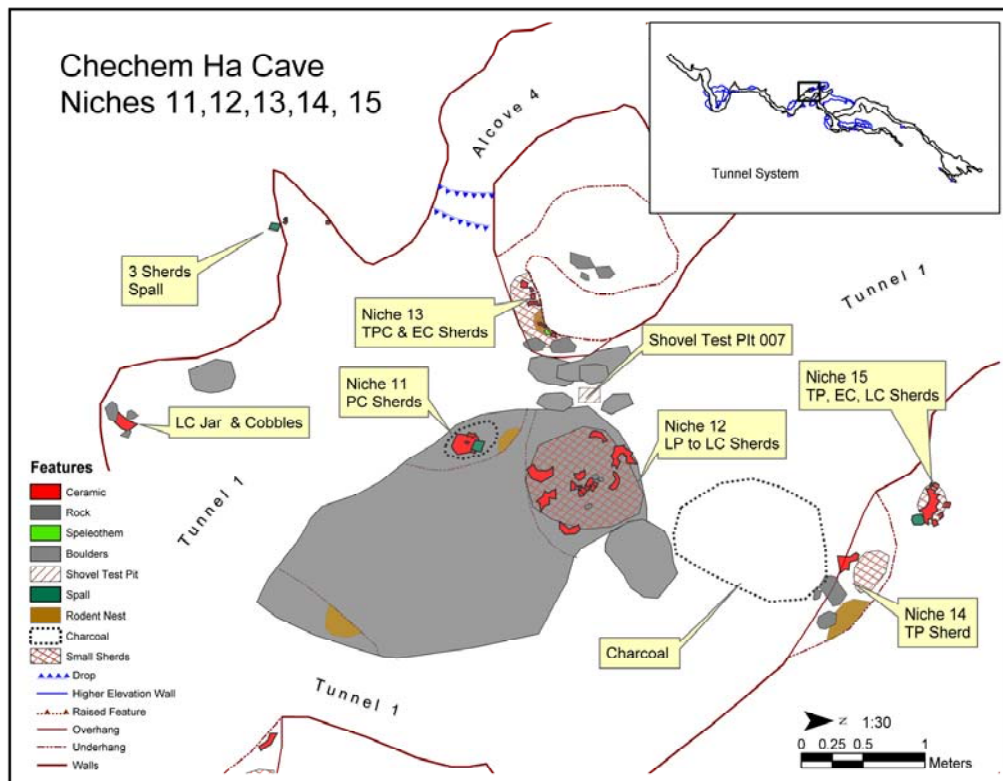 Chechem Ha Cave
Niches 11,12,13,14, 15
Alcove 4
Tunnel System
3 Sherds
Spall
Tunnel 1
Niche 13
TPC & EC Sherds
Shovel Test PIt 007
Niche 15
TP, EC, LC Sherds
Niche 11
PC Sherds
LC Jar & Cobbles
Niche 12
LP to LC Sherds
Tunnel 1
Niche 14
TP Sherd
Charcoal
Tunnel 1
Features
Ceramic
Rock
Speleothem
Boulders
Shovel Test Pit
Spall
Rodent Nest
Charcoal
Small Sherds
Drop
Higher Elevation Wall
Raised Feature
Overhang
Underhang
Walls
N 1:30
0 0.25 0.5 1
Meters